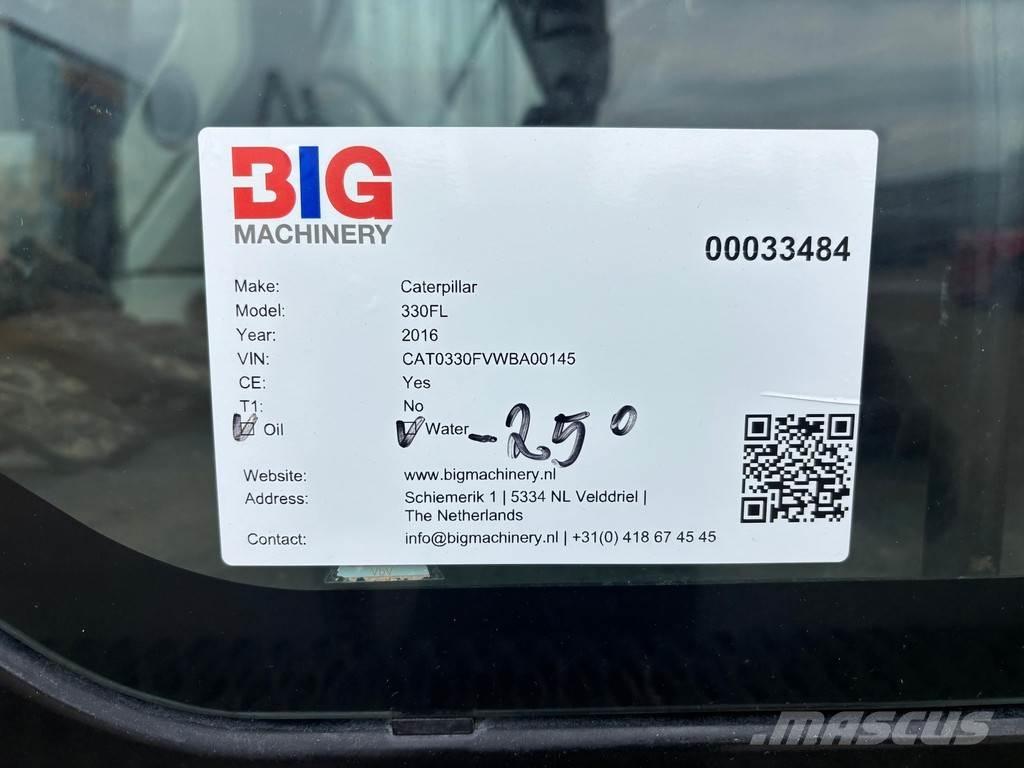 BIG
MACHINERY
00033484
Make: Caterpillar
Model: 330FL
Year: 2016
VIN: CAT0330FVWBA00145
CE: Yes
T1: No
Oil Water -25°
Website: www.bigmachinery.nl
Address: Schiemerik 1 | 5334 NL Velddriel |
The Netherlands
Contact: info@bigmachinery.nl | +31(0) 418 67 45 45
MASCUS